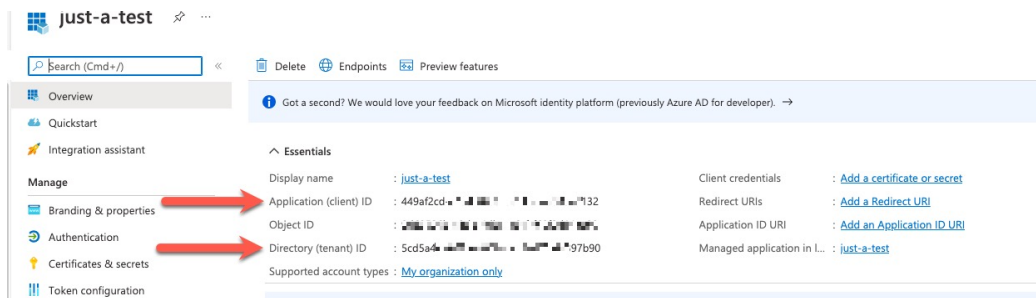 just-a-test
Search (Cmd+/)
Overview
Quickstart
Integration assistant
Manage
Branding & properties
Authentication
Certificates & secrets
Token configuration
Delete Endpoints Preview features
Got a second? We would love your feedback on Microsoft identity platform (previously Azure AD for developer). →
Essentials
Display name : just-a-test
Application (client) ID : 449af2cd
Object ID :
Directory (tenant) ID : 5cd5a4 97b90
Supported account types : My organization only
Client credentials : Add a certificate or secret
Redirect URIs : Add a Redirect URI
Application ID URI : Add an Application ID URI
Managed application in l... : just-a-test